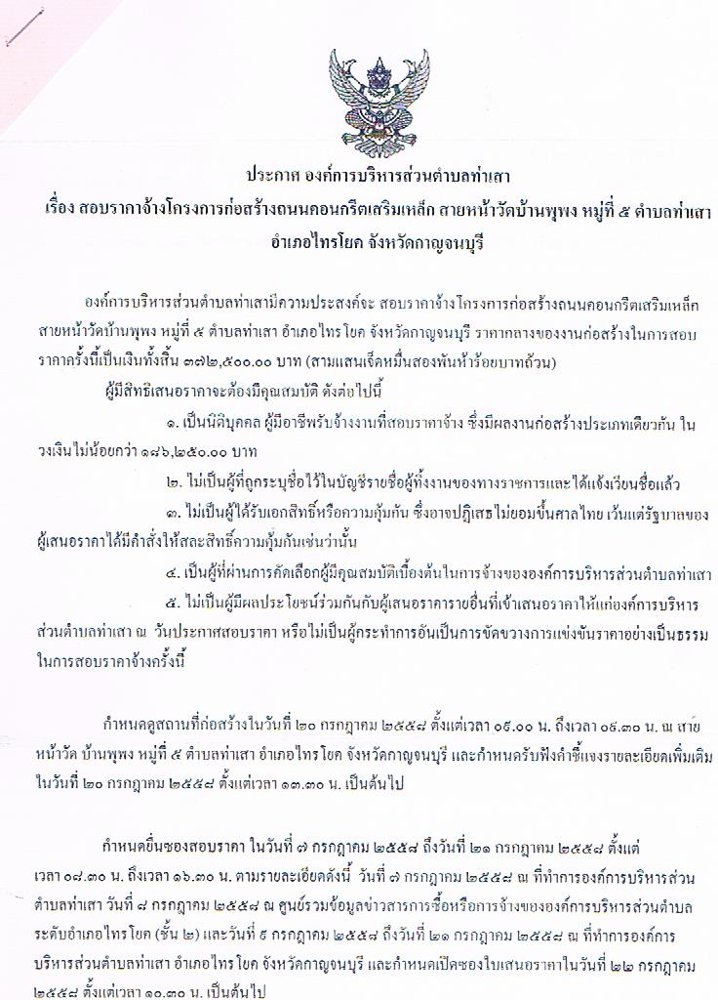 ประกาศ องค์การบริหารส่วนตำบลท่าเสา
เรื่อง สอบราคาจ้างโครงการก่อสร้างถนนคอนกรีตเสริมเหล็ก สายหน้าวัดบ้านพุพง หมู่ที่ ๕ ตำบลท่าเสา
อำเภอไทรโยค จังหวัดกาญจนบุรี
องค์การบริหารส่วนตำบลท่าเสามีความประสงค์จะ สอบราคาจ้างโครงการก่อสร้างถนนคอนกรีตเสริมเหล็ก
สายหน้าวัดบ้านพุพง หมู่ที่ ๕ ตำบลท่าเสา อำเภอไทรโยค จังหวัดกาญจนบุรี ราคากลางของงานก่อสร้างในการสอบ
ราคาครั้งนี้เป็นเงินทั้งสิ้น ๓๗๒,๕๐๐.๐๐ บาท (สามแสนเจ็ดหมื่นสองพันห้าร้อยบาทถ้วน)
ผู้มีสิทธิเสนอราคาจะต้องมีคุณสมบัติ ดังต่อไปนี้
๑. เป็นนิติบุคคล ผู้มีอาชีพรับจ้างงานที่สอบราคาจ้าง ซึ่งมีผลงานก่อสร้างประเภทเดียวกัน ใน
วงเงินไม่น้อยกว่า ๑๘๖,๒๕๐.๐๐ บาท
๒. ไม่เป็นผู้ที่ถูกระบุชื่อไว้ในบัญชีรายชื่อผู้ทิ้งงานของทางราชการและได้แจ้งเวียนชื่อแล้ว
๓. ไม่เป็นผู้ได้รับเอกสิทธิ์หรือความคุ้มกัน ซึ่งอาจปฏิเสธไม่ยอมขึ้นศาลไทย เว้นแต่รัฐบาลของ
ผู้เสนอราคาได้มีคำสั่งให้สละสิทธิ์ความคุ้มกันเช่นว่านั้น
๔. เป็นผู้ที่ผ่านการคัดเลือกผู้มีคุณสมบัติเบื้องต้นในการจ้างขององค์การบริหารส่วนตำบลท่าเสา
๕. ไม่เป็นผู้มีผลประโยชน์ร่วมกันกับผู้เสนอราคารายอื่นที่เข้าเสนอราคาให้แก่องค์การบริหาร
ส่วนตำบลท่าเสา ณ วันประกาศสอบราคา หรือไม่เป็นผู้กระทำการอันเป็นการขัดขวางการแข่งขันราคาอย่างเป็นธรรม
ในการสอบราคาจ้างครั้งนี้
กำหนดดูสถานที่ก่อสร้างในวันที่ ๒๐ กรกฎาคม ๒๕๕๘ ตั้งแต่เวลา ๐๙.๐๐ น. ถึงเวลา ๐๙.๓๐ น. ณ สาย
หน้าวัด บ้านพุพง หมู่ที่ ๕ ตำบลท่าเสา อำเภอไทรโยค จังหวัดกาญจนบุรี และกำหนดรับฟังคำชี้แจงรายละเอียดเพิ่มเติม
ในวันที่ ๒๐ กรกฎาคม ๒๕๕๘ ตั้งแต่เวลา ๑๓.๓๐ น. เป็นต้นไป
กำหนดยื่นซองสอบราคา ในวันที่ ๗ กรกฎาคม ๒๕๕๘ ถึงวันที่ ๒๑ กรกฎาคม ๒๕๕๘ ตั้งแต่
เวลา ๐๘.๓๐ น. ถึงเวลา ๑๖.๓๐ น. ตามรายละเอียดดังนี้ วันที่ ๗ กรกฎาคม ๒๕๕๘ ณ ที่ทำการองค์การบริหารส่วน
ตำบลท่าเสา วันที่ ๘ กรกฎาคม ๒๕๕๘ ณ ศูนย์รวมข้อมูลข่าวสารการซื้อหรือการจ้างขององค์การบริหารส่วนตำบล
ระดับอำเภอไทรโยค (ชั้น ๒) และวันที่ ๙ กรกฎาคม ๒๕๕๘ ถึงวันที่ ๒๑ กรกฎาคม ๒๕๕๘ ณ ที่ทำการองค์การ
บริหารส่วนตำบลท่าเสา อำเภอไทรโยค จังหวัดกาญจนบุรี และกำหนดเปิดซองใบเสนอราคาในวันที่ ๒๒ กรกฎาคม
๒๕๕๘ ตั้งแต่เวลา ๑๐.๓๐ น. เป็นต้นไป